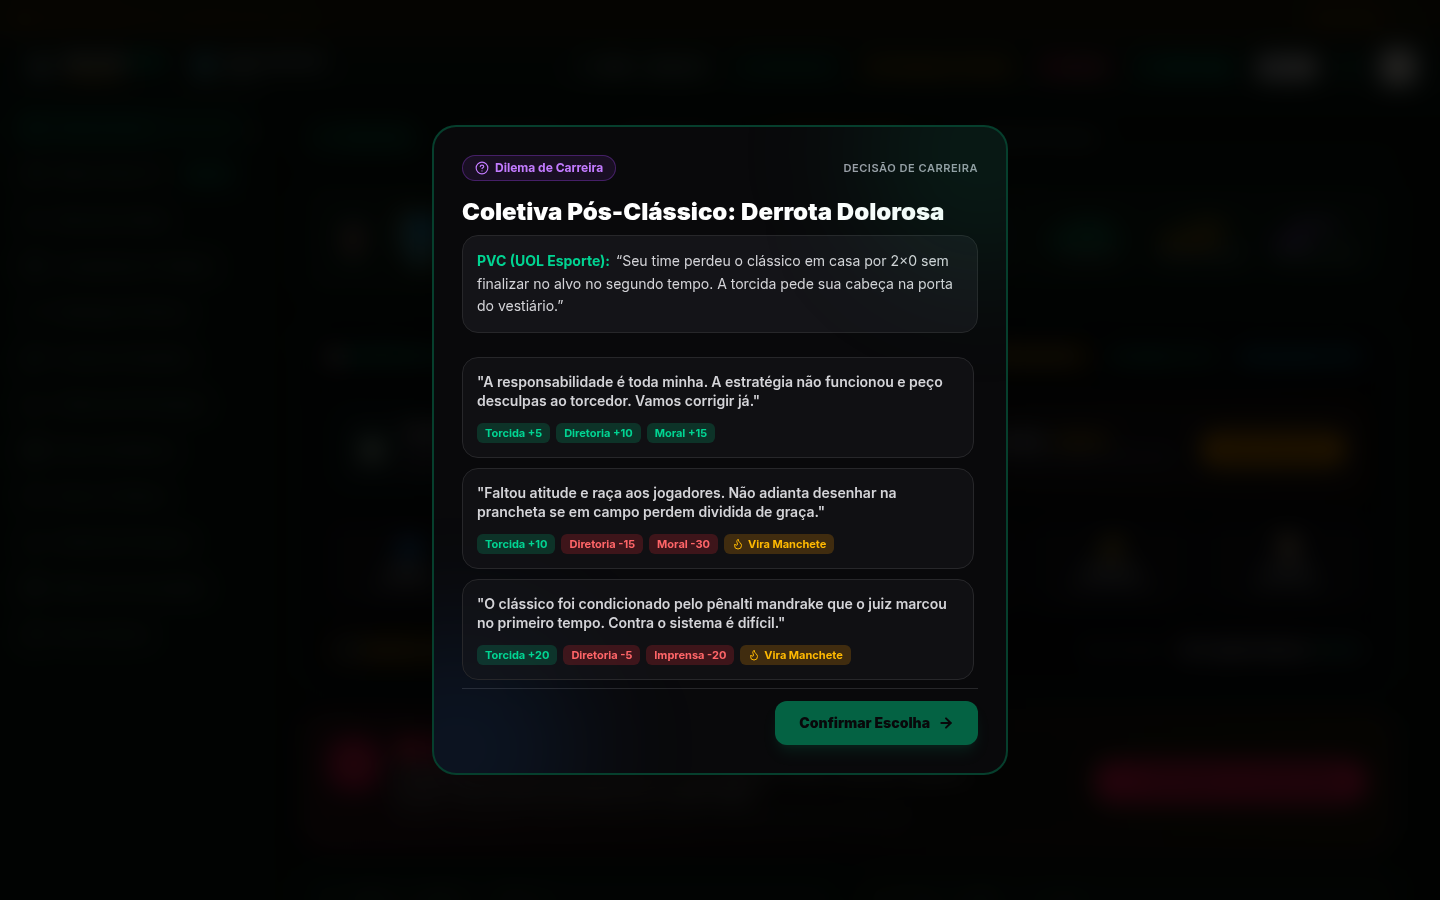 Dilema de Carreira
DECISÃO DE CARREIRA
Coletiva Pós-Clássico: Derrota Dolorosa
PVC (UOL Esporte): “Seu time perdeu o clássico em casa por 2×0 sem
finalizar no alvo no segundo tempo. A torcida pede sua cabeça na porta
do vestiário.”
"A responsabilidade é toda minha. A estratégia não funcionou e peço
desculpas ao torcedor. Vamos corrigir já."
Torcida +5 Diretoria +10 Moral +15
"Faltou atitude e raça aos jogadores. Não adianta desenhar na
prancheta se em campo perdem dividida de graça."
Torcida +10 Diretoria -15 Moral -30 Vira Manchete
"O clássico foi condicionado pelo pênalti mandrake que o juiz marcou
no primeiro tempo. Contra o sistema é difícil."
Torcida +20 Diretoria -5 Imprensa -20 Vira Manchete
Confirmar Escolha →